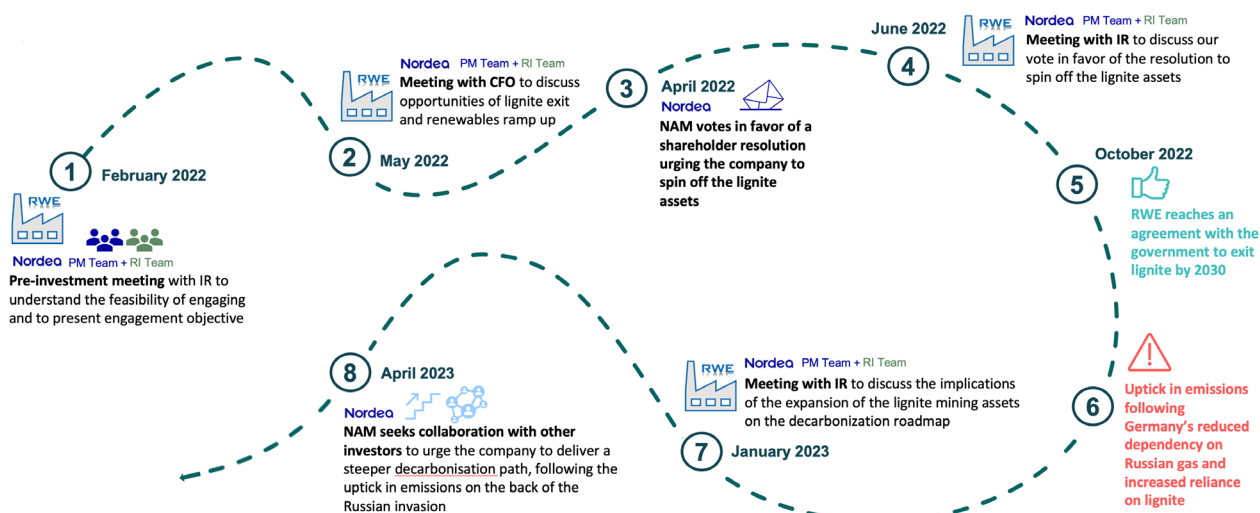 1
February 2022
RWE
Nordea PM Team + RI Team
Pre-investment meeting with IR to
understand the feasibility of engaging
and to present engagement objective
2
May 2022
RWE
Nordea PM Team + RI Team
Meeting with CFO to discuss
opportunities of lignite exit
and renewables ramp up
3
April 2022
Nordea
NAM votes in favor of a
shareholder resolution
urging the company to
spin off the lignite
assets
4
June 2022
RWE
Nordea PM Team + RI Team
Meeting with IR to discuss our
vote in favor of the resolution to
spin off the lignite assets
5
October 2022
RWE reaches an
agreement with the
government to exit
lignite by 2030
6
Uptick in emissions
following
Germany's reduced
dependency on
Russian gas and
increased reliance
on lignite
7
January 2023
RWE
Nordea PM Team + RI Team
Meeting with IR to discuss the implications
of the expansion of the lignite mining assets
on the decarbonization roadmap
8
April 2023
Nordea
NAM seeks collaboration with other
investors to urge the company to deliver a
steeper decarbonisation path, following the
uptick in emissions on the back of the
Russian invasion